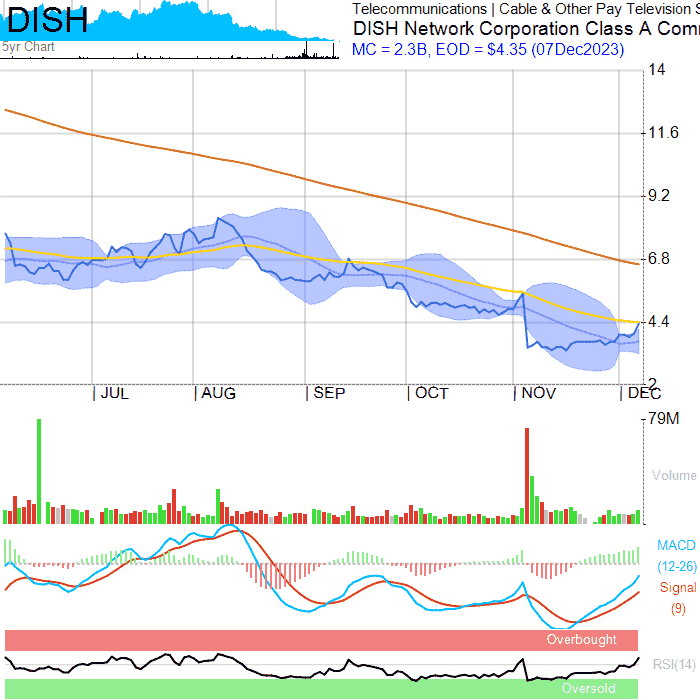 DISH
5yr Chart
Telecommunications | Cable & Other Pay Television S
DISH Network Corporation Class A Com
MC = 2.3B, EOD = $4.35 (07Dec2023)
14
11.6
9.2
6.8
4.4
2
JUL
AUG
SEP
OCT
NOV
DEC
79M
Volume
MACD
(12-26)
Signal
(9)
Overbought
RSI(14)
Oversold